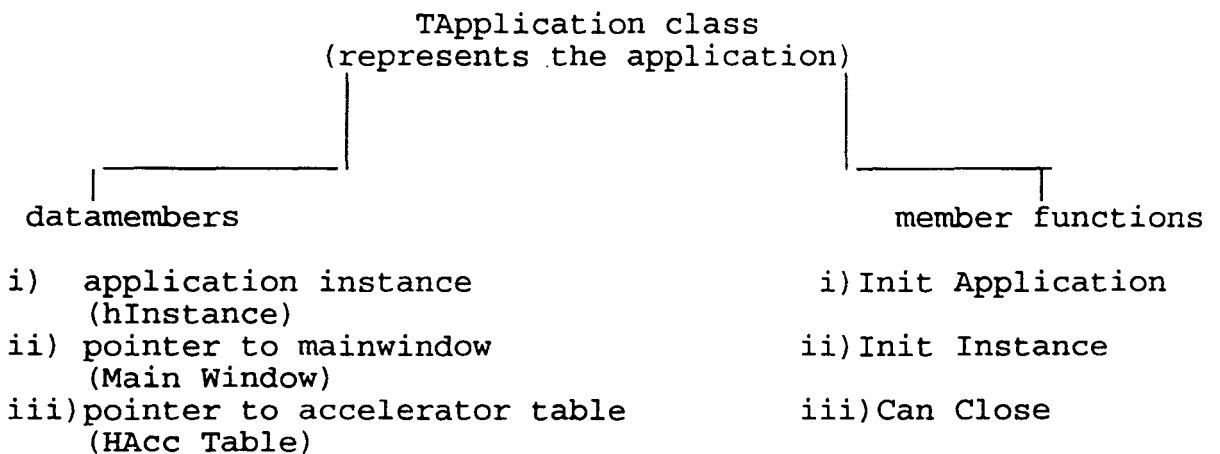 TApplication class
(represents the application)
datamembers
member functions
i) application instance
(hInstance)
ii) pointer to mainwindow
(Main Window)
iii) pointer to accelerator table
(HAcc Table)
i) Init Application
ii) Init Instance
iii) Can Close